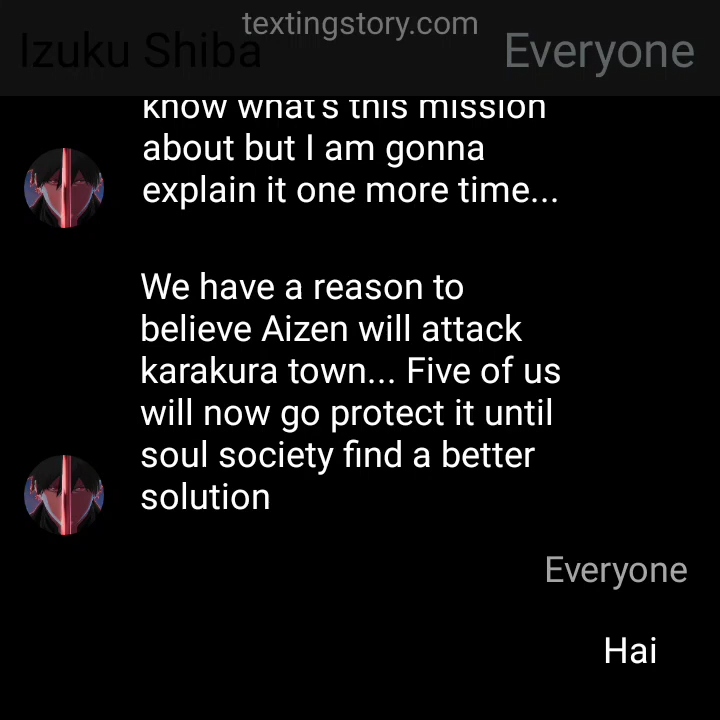 textingstory.com
Izuku Shiba
Everyone
know what's this mission
about but I am gonna
explain it one more time...
We have a reason to
believe Aizen will attack
karakura town... Five of us
will now go protect it until
soul society find a better
solution
Everyone
Hai